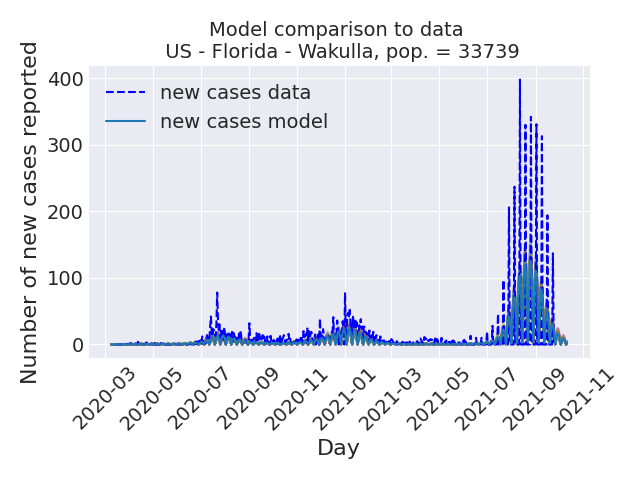 Model comparison to data
US - Florida - Wakulla, pop. = 33739
Number of new cases reported
400
300
200
100
0
new cases data
new cases model
2020-03
2020-05
2020-07
2020-09
2020-11
2021-01
2021-03
2021-05
2021-07
2021-09
2021-11
Day